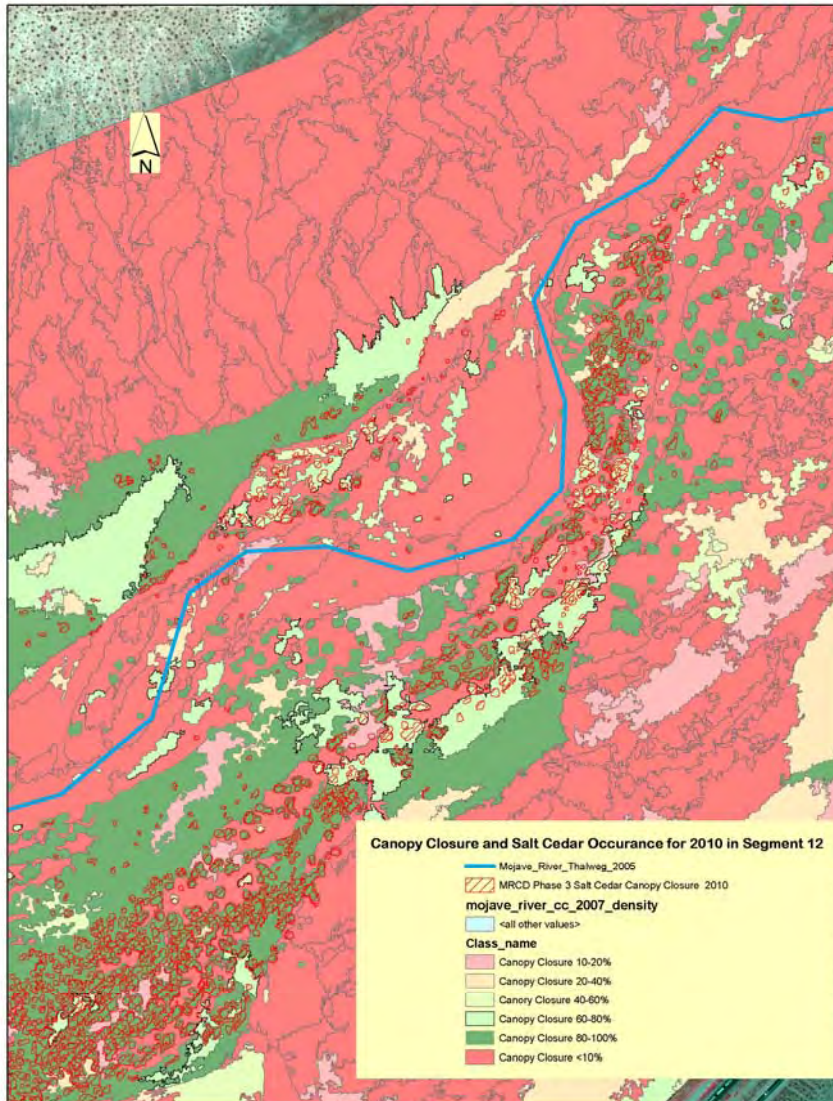 N
Canopy Closure and Salt Cedar Occurance for 2010 in Segment 12
Mojave_River_Thalweg_2005
MRCD Phase 3 Salt Cedar Canopy Closure 2010
mojave_river_cc_2007_density
<all other values>
Class_name
Canopy Closure 10-20%
Canopy Closure 20-40%
Canory Closure 40-60%
Canopy Closure 60-80%
Canopy Closure 80-100%
Canopy Closure <10%